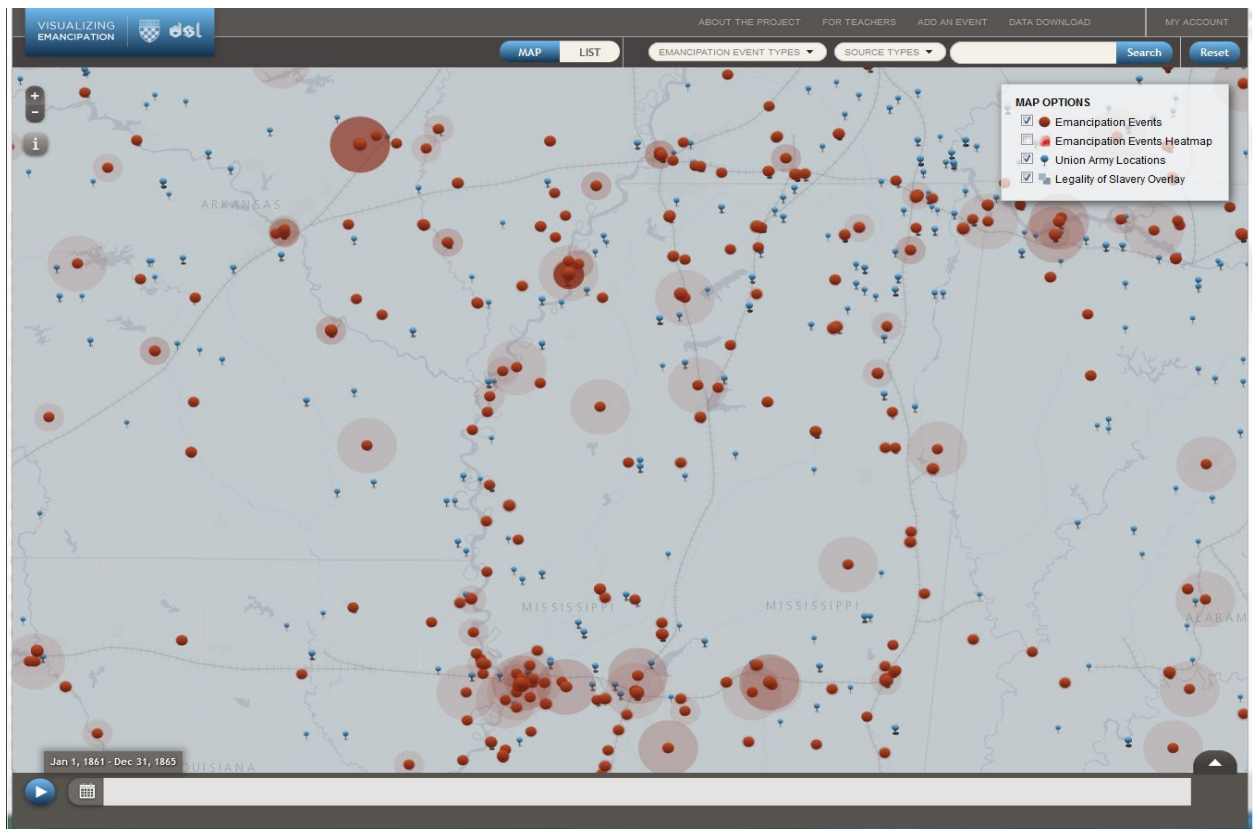 VISUALIZING
EMANCIPATION
dsl
ABOUT THE PROJECT FOR TEACHERS ADD AN EVENT DATA DOWNLOAD MY ACCOUNT
MAP LIST EMANCIPATION EVENT TYPES SOURCE TYPES Search Reset
+
-
i
MAP OPTIONS
Emancipation Events
Emancipation Events Heatmap
Union Army Locations
Legality of Slavery Overlay
ARKANSAS
MISSISSIPPI MISSISSIPPI
ALABAM
Jan 1, 1861 - Dec 31, 1865
OUISIANA